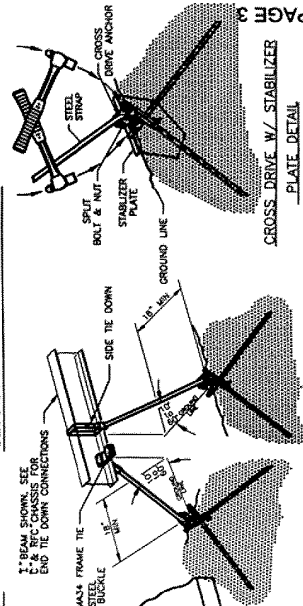 PAGE 3
"I" BEAM SHOWN, SEE
"C" & RFC CHASSIS FOR
END TIE DOWN CONNECTIONS
SIDE TIE DOWN
MA34 FRAME TIE
STEEL
BUCKLE
18"
MIN
18" MIN
STEEL
STRAP
CROSS
DRIVE ANCHOR
SPLIT
BOLT & NUT
STABLIZER
PLATE
GROUND LINE
CROSS DRIVE W/ STABILIZER
PLATE DETAIL